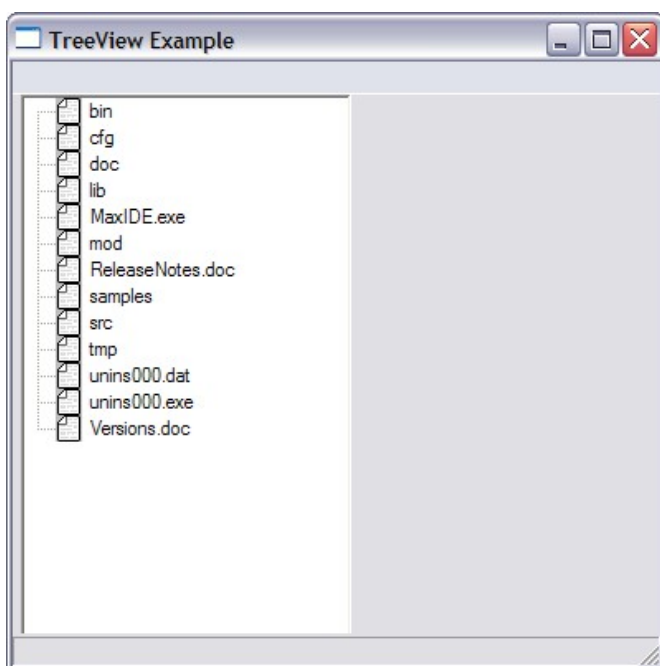 TreeView Example
bin
cfg
doc
lib
MaxIDE.exe
mod
ReleaseNotes.doc
samples
src
tmp
unins000.dat
unins000.exe
Versions.doc